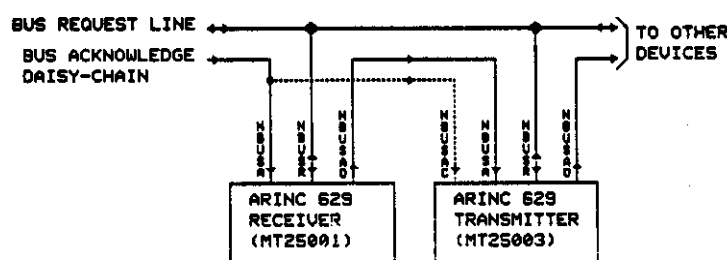 BUS REQUEST LINE
BUS ACKNOWLEDGE
DAISY-CHAIN
TO OTHER
DEVICES
NBUSA
NBUSR
NBUSAO
NBUSAC
NBUSA
NBUSR
NBUSAO
ARINC 629
RECEIVER
(MT25001)
ARINC 629
TRANSMITTER
(MT25003)